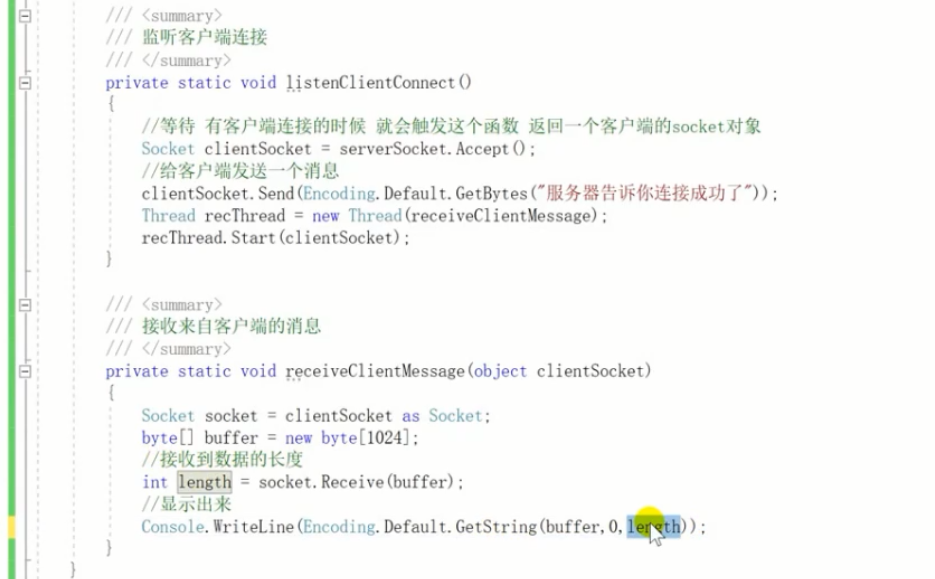 /// <summary>
/// 监听客户端连接
/// </summary>
private static void listenClientConnect()
{
//等待 有客户端连接的时候 就会触发这个函数 返回一个客户端的socket对象
Socket clientSocket = serverSocket.Accept();
//给客户端发送一个消息
clientSocket.Send(Encoding.Default.GetBytes("服务器告诉你连接成功了"));
Thread recThread = new Thread(receiveClientMessage);
recThread.Start(clientSocket);
}
/// <summary>
/// 接收来自客户端的消息
/// </summary>
private static void receiveClientMessage(object clientSocket)
{
Socket socket = clientSocket as Socket;
byte[] buffer = new byte[1024];
//接收到数据的长度
int length = socket.Receive(buffer);
//显示出来
Console.WriteLine(Encoding.Default.GetString(buffer,0,length));
}
}